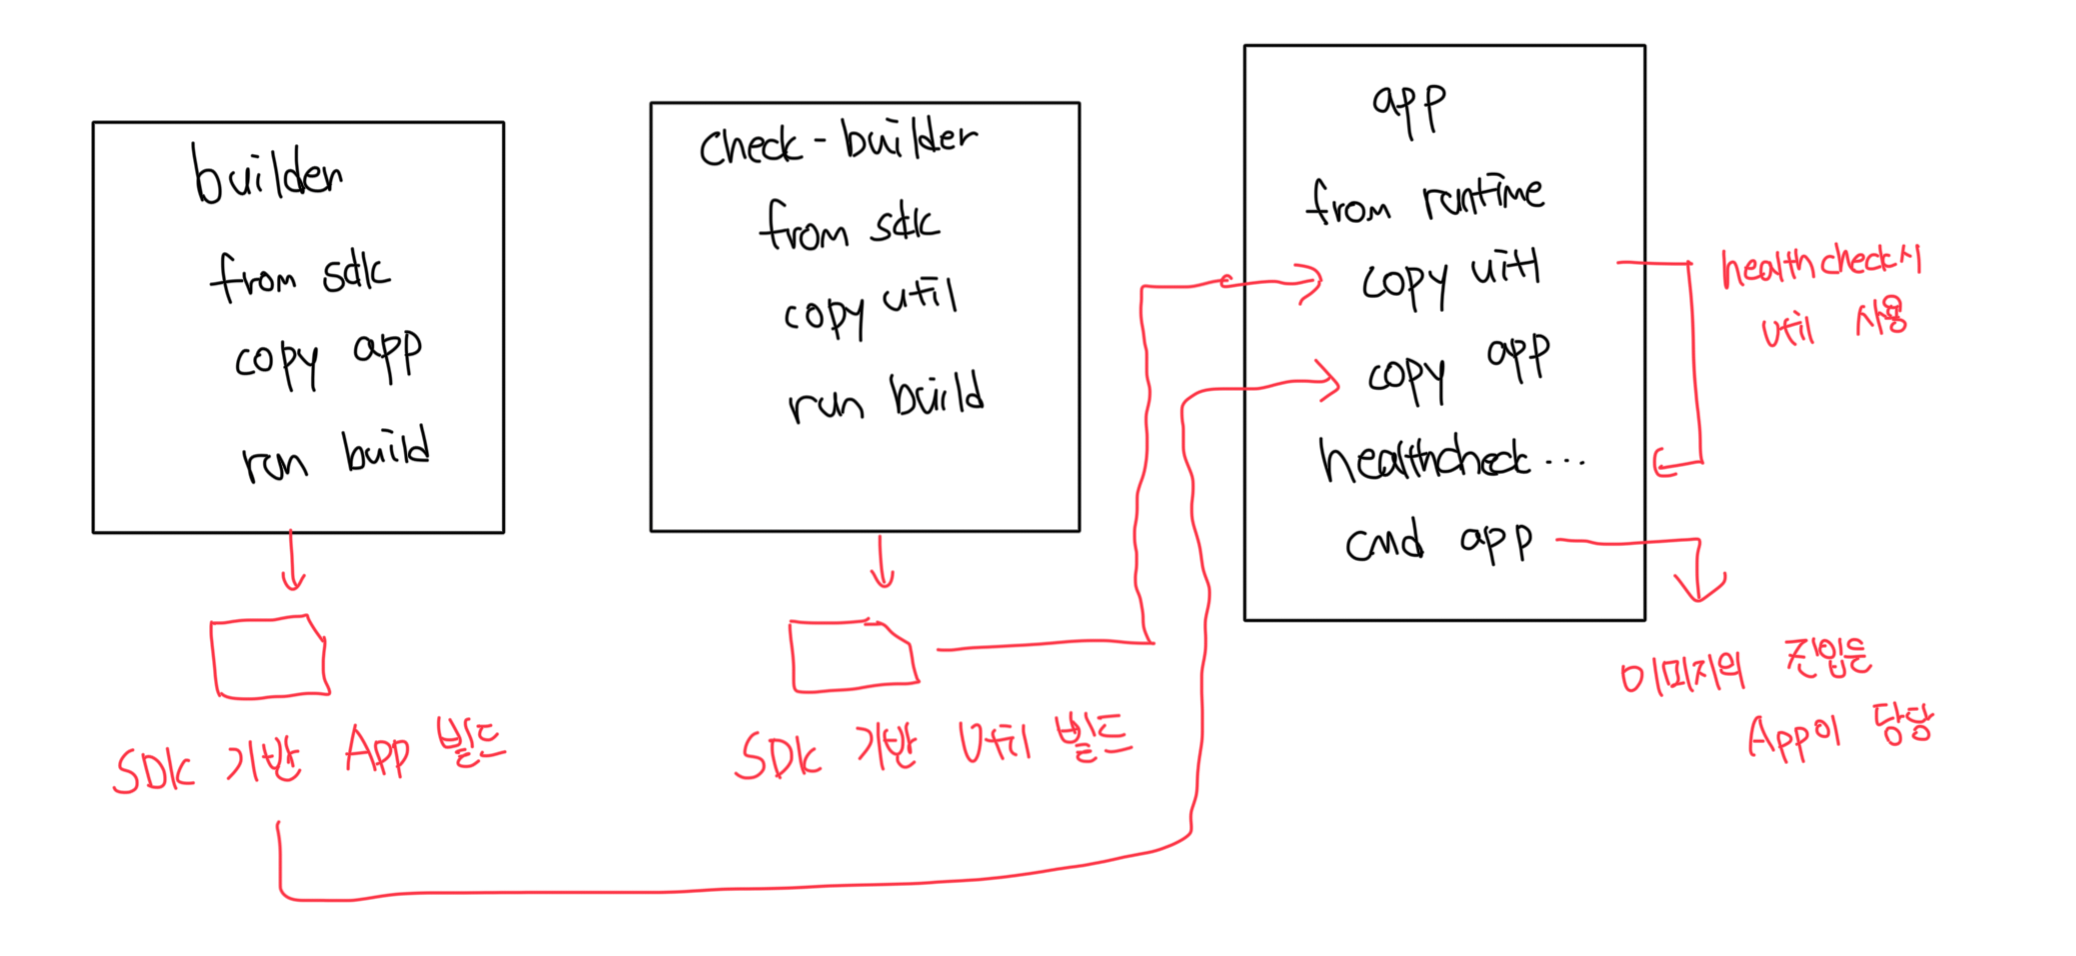 builder
from sdk
copy app
run build
SDK 기반 App 빌드
check-builder
from sdk
copy util
run build
SDK 기반 Util 빌드
app
from runtime
copy util
copy app
healthcheck...
cmd app
healthcheck시
util 사용
이미지의 진입은
App이 담당